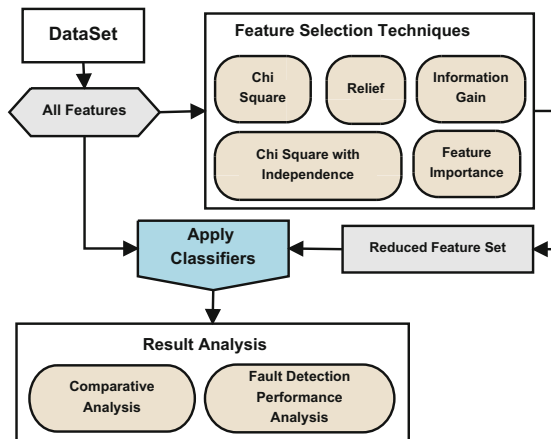 DataSet
All Features
Feature Selection Techniques
Chi
Square
Relief
Information
Gain
Chi Square with
Independence
Feature
Importance
Apply
Classifiers
Reduced Feature Set
Result Analysis
Comparative
Analysis
Fault Detection
Performance
Analysis